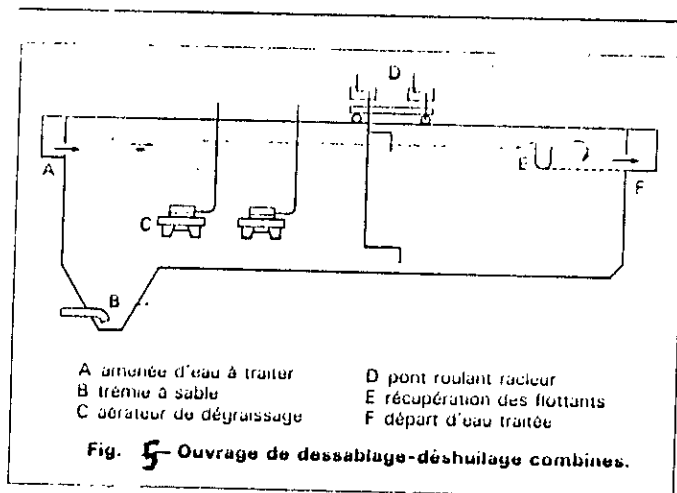 D
A
E
F
C
B
A amenée d'eau à traiter
B trémie à sable
C aérateur de dégraissage
D pont roulant racleur
E récupération des flottants
F départ d'eau traitée
Fig. 5 - Ouvrage de dessablage-déshuilage combines.